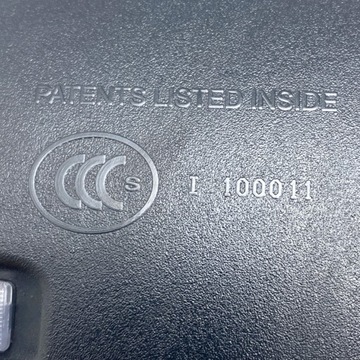 PATENTS LISTED INSIDE
CCC S I 100011